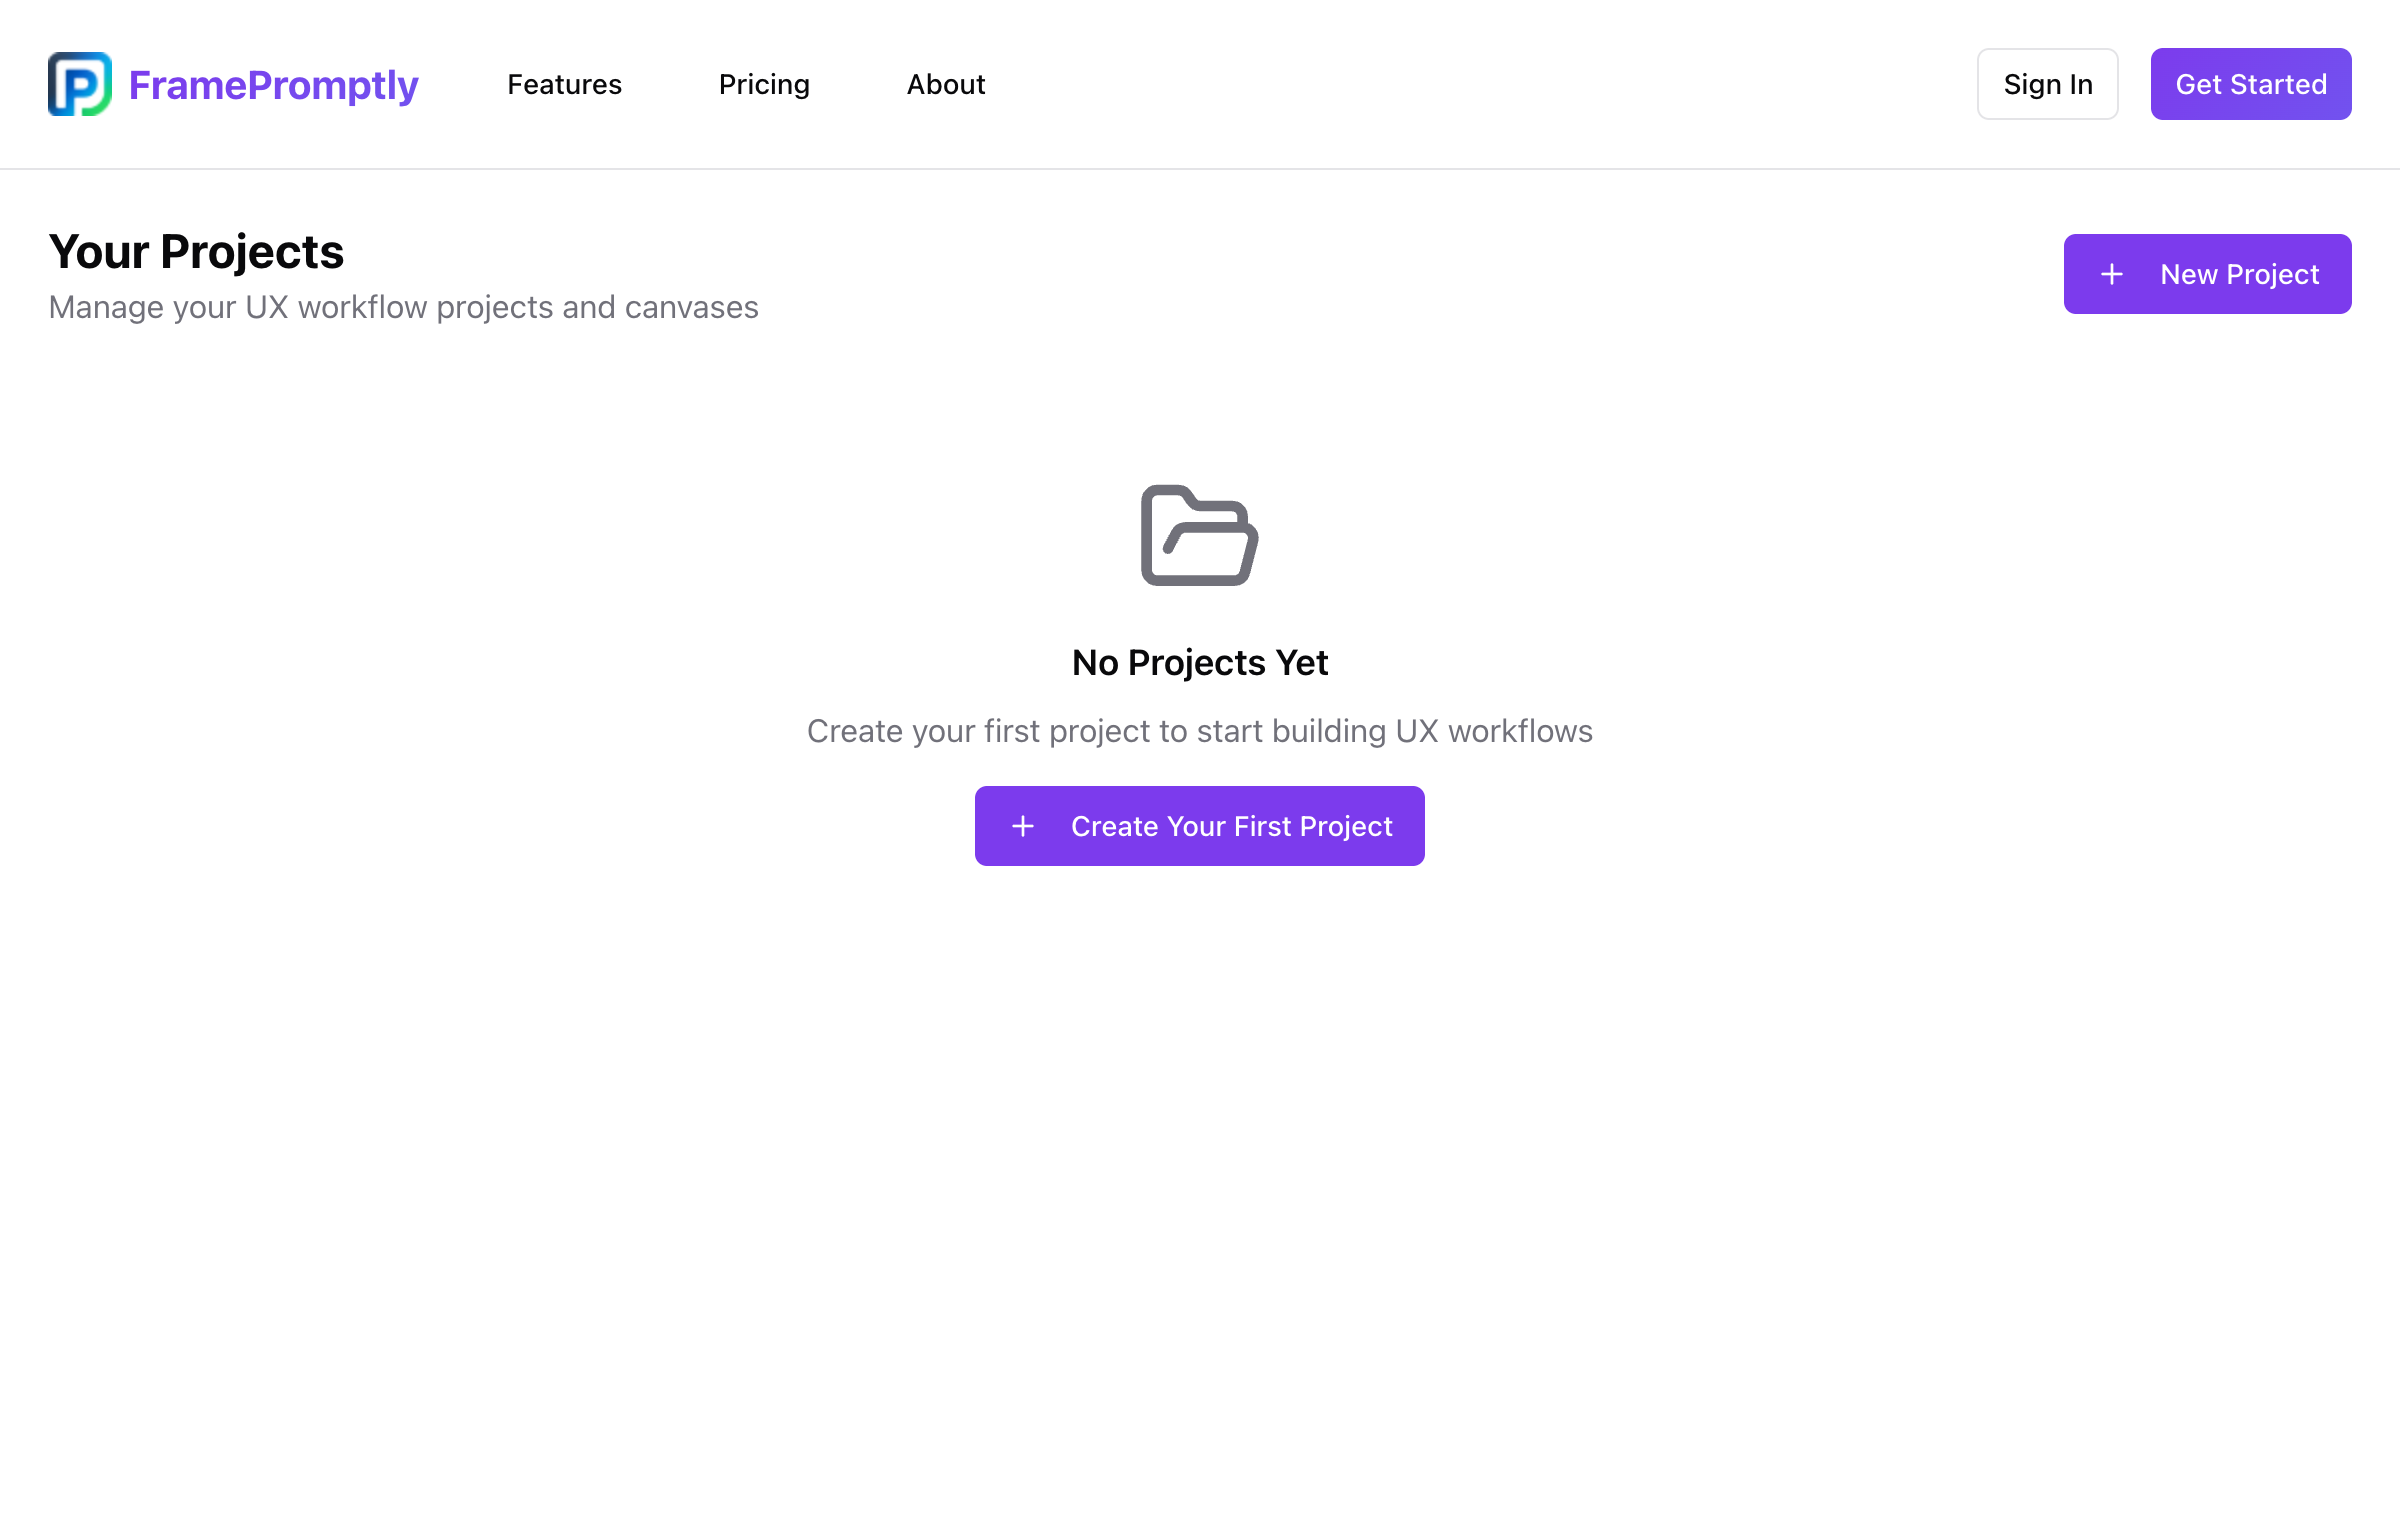 FramePromptly
Features
Pricing
About
Sign In
Get Started
Your Projects
Manage your UX workflow projects and canvases
New Project
No Projects Yet
Create your first project to start building UX workflows
Create Your First Project